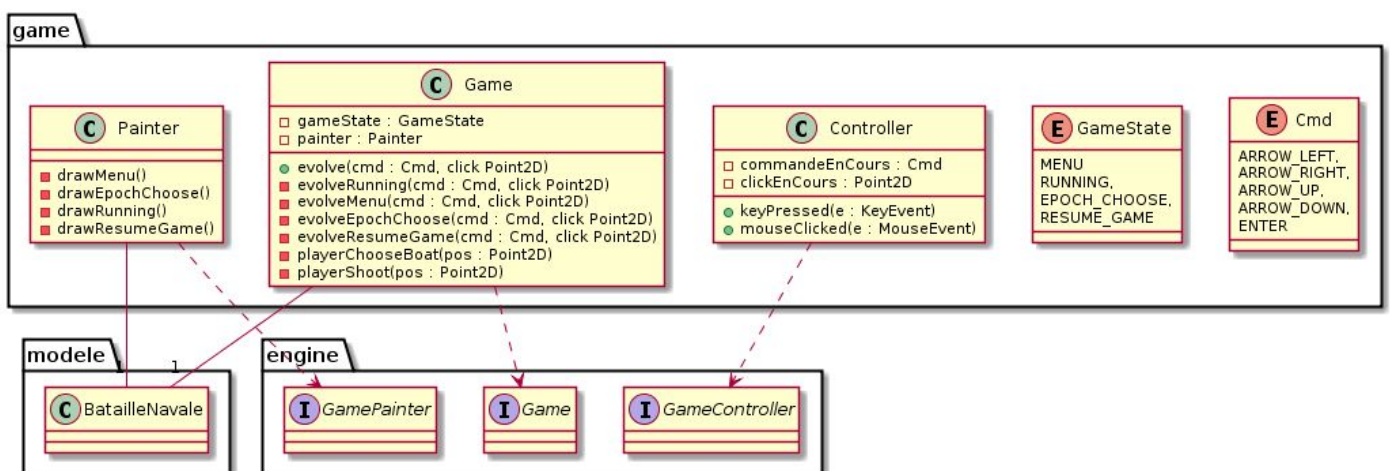 game
C Painter
drawMenu()
drawEpochChoose()
drawRunning()
drawResumeGame()
C Game
gameState : GameState
painter : Painter
evolve(cmd : Cmd, click Point2D)
evolveRunning(cmd : Cmd, click Point2D)
evolveMenu(cmd : Cmd, click Point2D)
evolveEpochChoose(cmd : Cmd, click Point2D)
evolveResumeGame(cmd : Cmd, click Point2D)
playerChooseBoat(pos : Point2D)
playerShoot(pos : Point2D)
C Controller
commandeEnCours : Cmd
clickEnCours : Point2D
keyPressed(e : KeyEvent)
mouseClicked(e : MouseEvent)
E GameState
MENU
RUNNING,
EPOCH_CHOOSE,
RESUME_GAME
E Cmd
ARROW_LEFT,
ARROW_RIGHT,
ARROW_UP,
ARROW_DOWN,
ENTER
modele
1
1
C BatailleNavale
engine
I GamePainter
I Game
I GameController